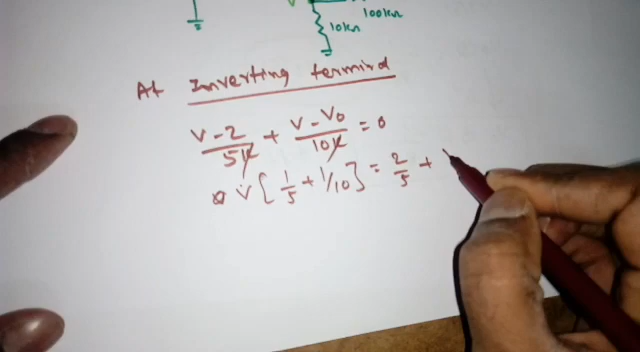 V
100kΩ
10kΩ
At Inverting terminal
V-2/5k + V-V₀/10k = 0
V[1/5 + 1/10] = 2/5 +